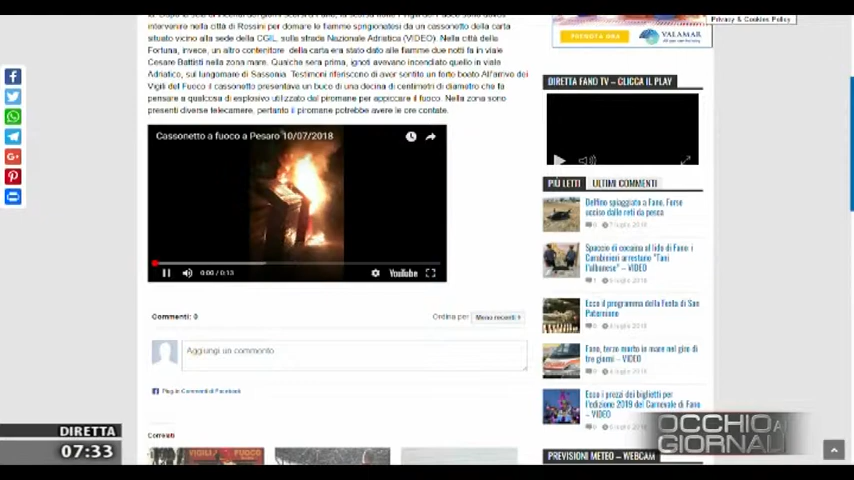 intervenire nella città di Rossini per domare le fiamme sprigionatesi da un cassonetto della carta
situato vicino alla sede della CGIL, sulla strada Nazionale Adriatica (VIDEO). Nella città della
Fortuna, invece, un altro contenitore della carta era stato dato alle fiamme due notti fa in viale
Cesare Battisti nella zona mare. Qualche sera prima, ignoti avevano incendiato quello in viale
Adriatico, sul lungomare di Sassonia. Testimoni riferiscono di aver sentito un forte boato. All'arrivo dei
Vigili del Fuoco il cassonetto presentava un buco di una decina di centimetri di diametro che fa
pensare a qualcosa di esplosivo utilizzato dal piromane per appiccare il fuoco. Nella zona sono
presenti diverse telecamere, pertanto il piromane potrebbe avere le ore contate.
Cassonetto a fuoco a Pesaro 10/07/2018
0:00 / 0:13
YouTube
Commenti: 0
Ordina per
Meno recenti
Aggiungi un commento
Plug-in Commenti di Facebook
Correlati
VIGILI FUOCO
Privacy & Cookies Policy
PRENOTA ORA
VALAMAR
DIRETTA FANO TV – CLICCA IL PLAY
PIÙ LETTI
ULTIMI COMMENTI
Delfino spiaggiato a Fano. Forse
ucciso dalle reti da pesca
Spaccio di cocaina al lido di Fano: i
Carabinieri arrestano "Tani
l'albanese" – VIDEO
Ecco il programma della Festa di San
Paterniano
Fano, terzo morto in mare nel giro di
tre giorni – VIDEO
Ecco i prezzi dei biglietti per
l'edizione 2019 del Carnevale di Fano
– VIDEO
PREVISIONI METEO – WEBCAM
DIRETTA
07:33
OCCHIO AI
GIORNALI